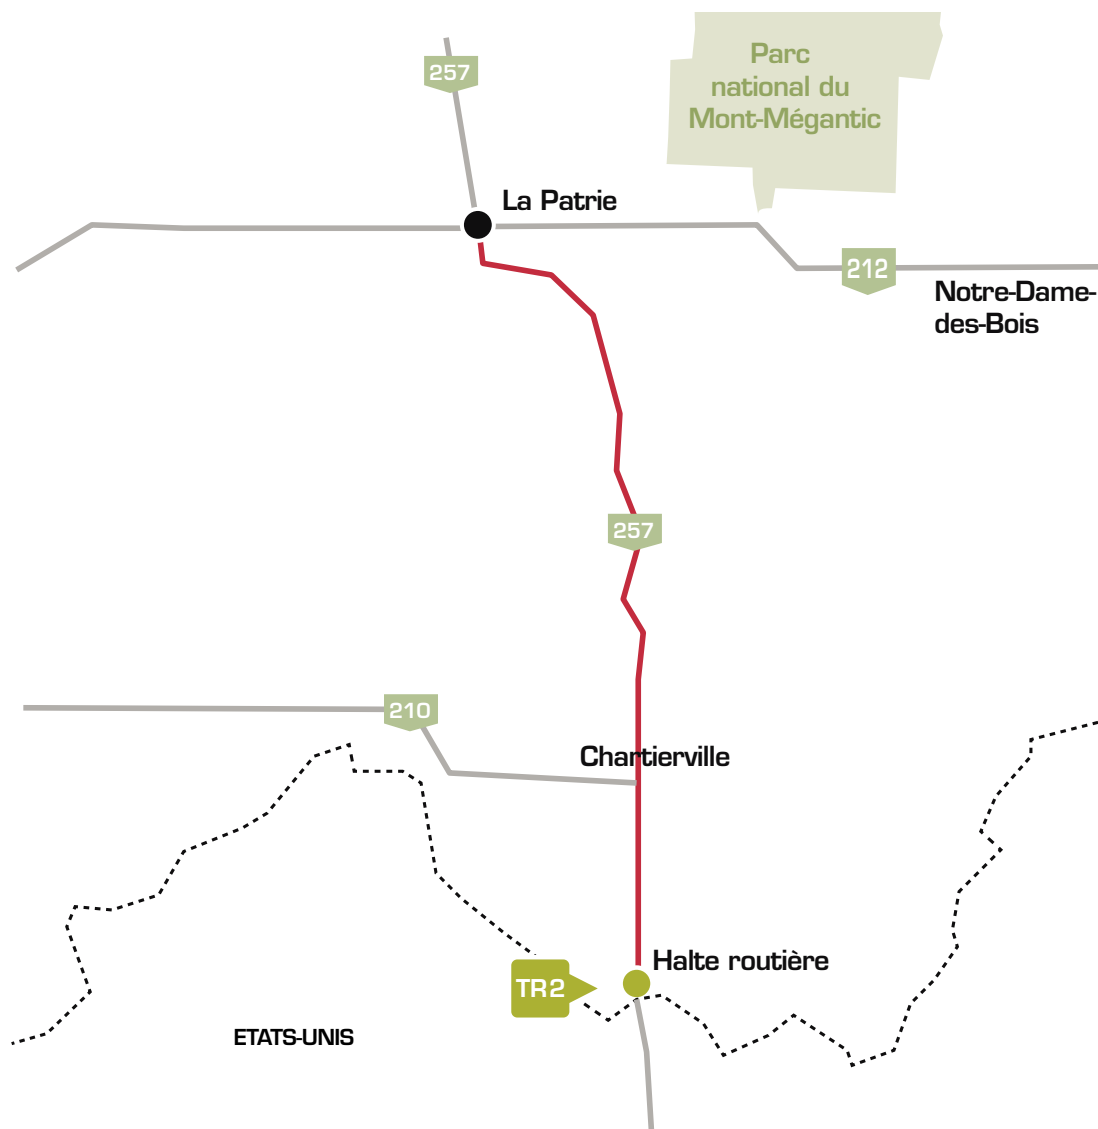 Parc
national du
Mont-Mégantic
257
La Patrie
212
Notre-Dame-
des-Bois
257
210
Chartierville
Halte routière
TR2
ETATS-UNIS